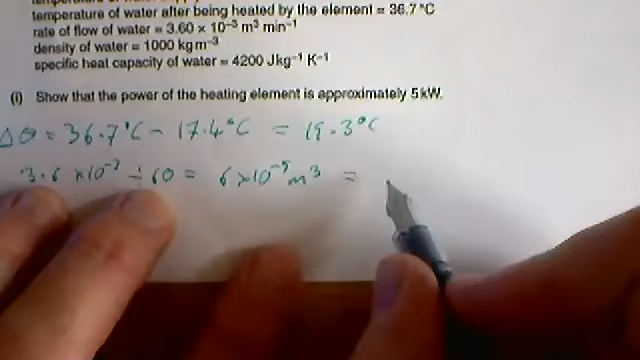 temperature of water after being heated by the element = 36.7 °C
rate of flow of water = 3.60 × 10⁻³ m³ min⁻¹
density of water = 1000 kg m⁻³
specific heat capacity of water = 4200 J kg⁻¹ K⁻¹
(i) Show that the power of the heating element is approximately 5 kW.
Δθ = 36.7°C - 17.4°C = 19.3°C
3.6 × 10⁻³ ÷ 60 = 6 × 10⁻⁵ m³ =